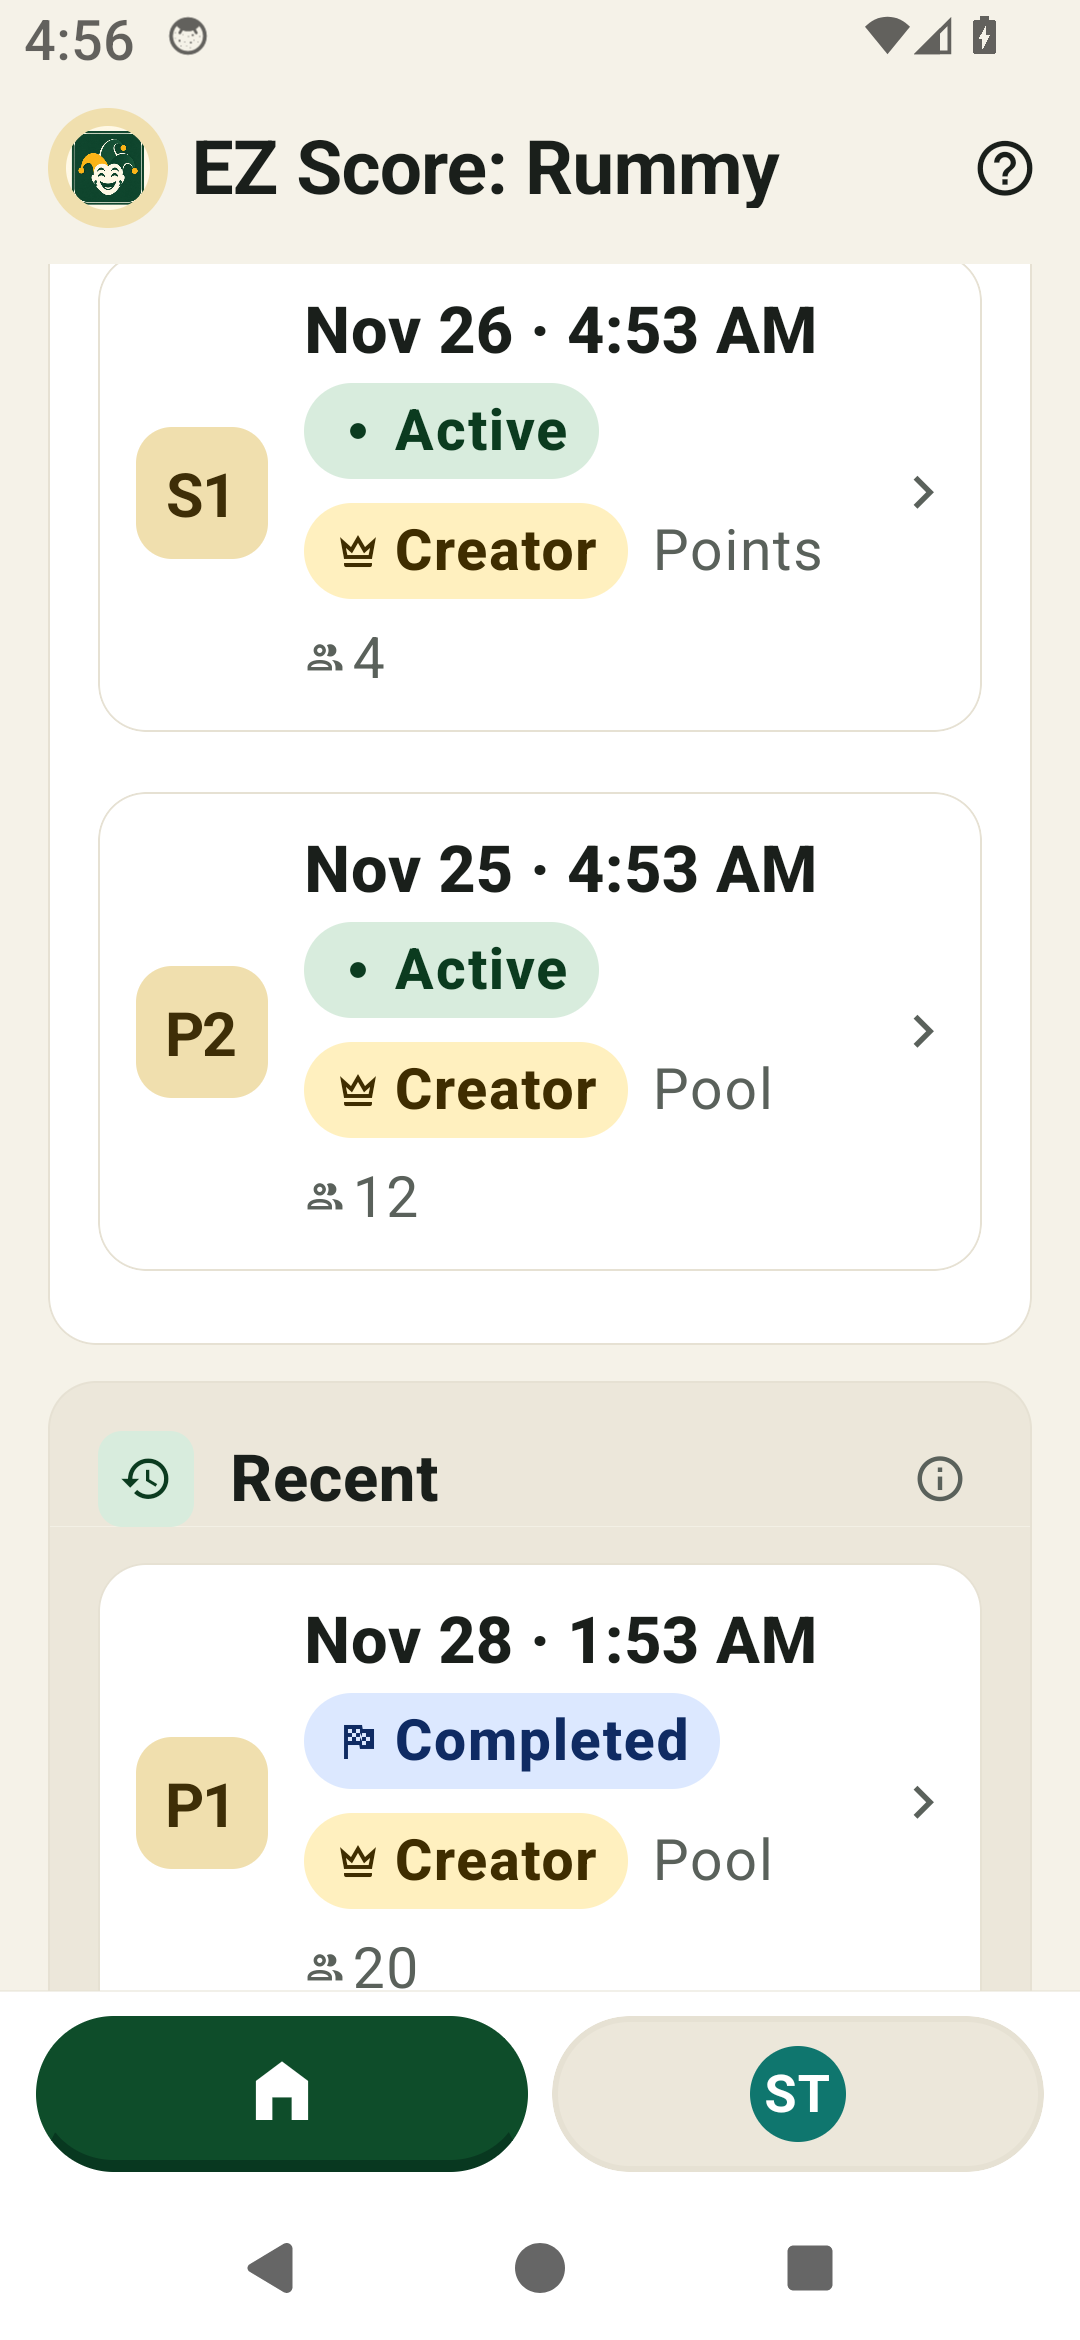 4:56
EZ Score: Rummy
Nov 26 · 4:53 AM
Active
S1
Creator Points
4
Nov 25 · 4:53 AM
Active
P2
Creator Pool
12
Recent
Nov 28 · 1:53 AM
Completed
P1
Creator Pool
20
ST